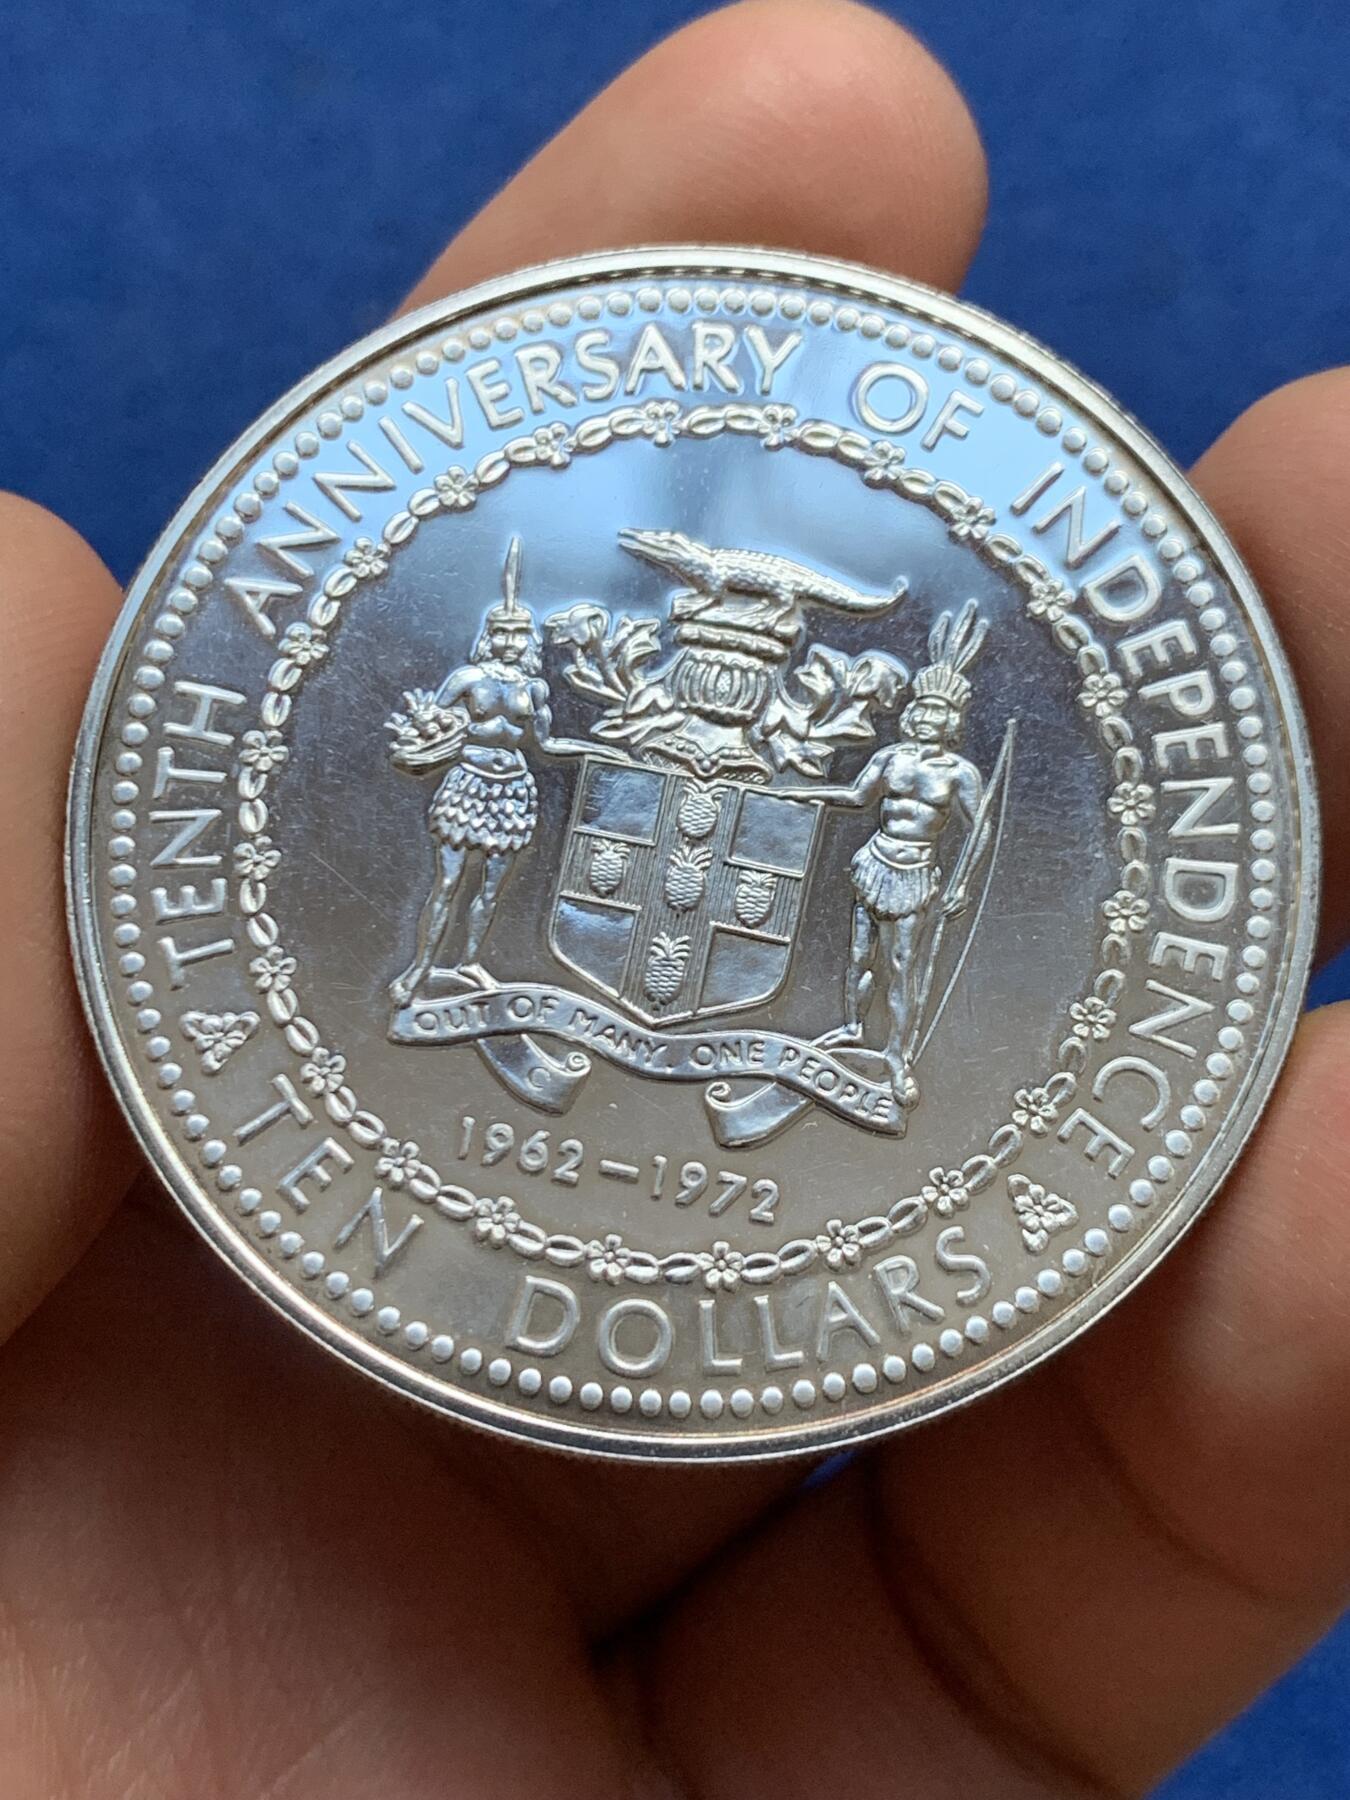 TENTH ANNIVERSARY OF INDEPENDENCE
OUT OF MANY, ONE PEOPLE
1962-1972
TEN DOLLARS